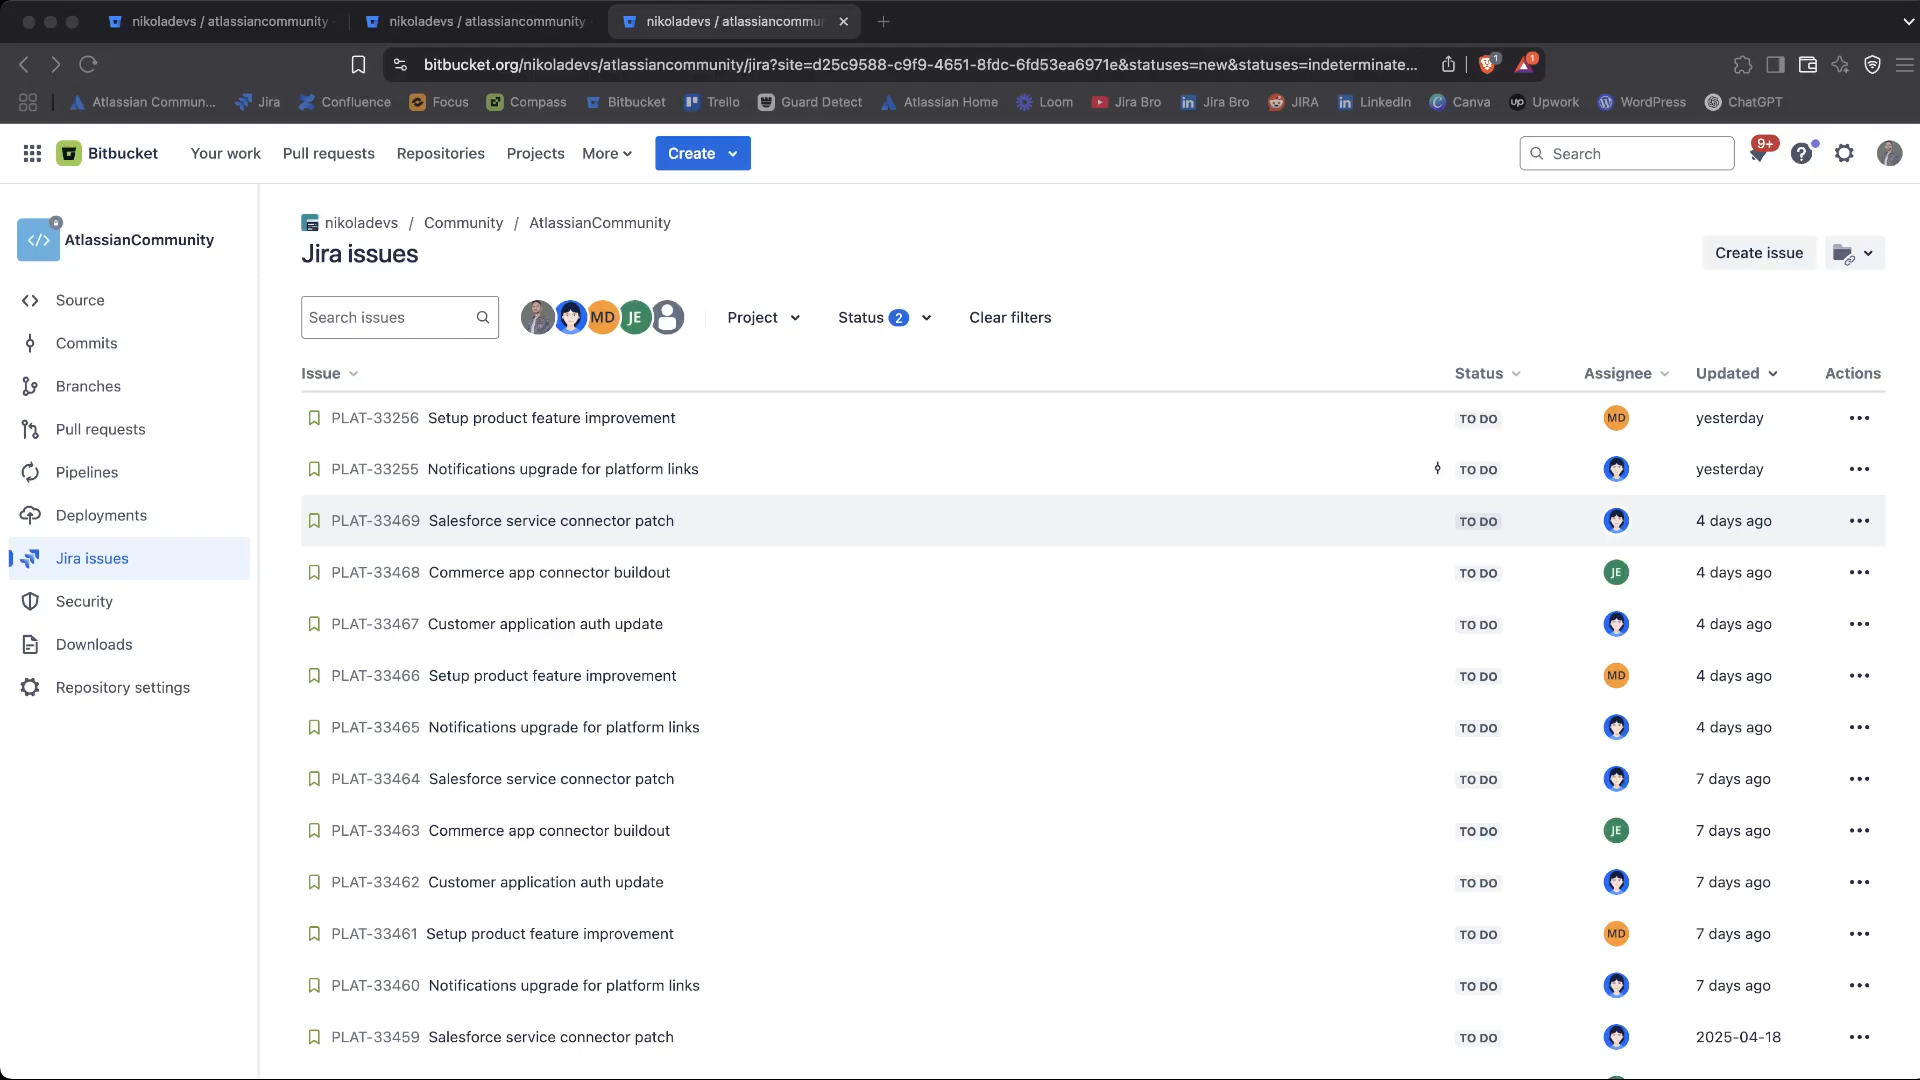 nikoladevs / atlassiancommunity
nikoladevs / atlassiancommunity
nikoladevs / atlassiancommu
bitbucket.org/nikoladevs/atlassiancommunity/jira?site=d25c9588-c9f9-4651-8fdc-6fd53ea6971e&statuses=new&statuses=indeterminate...
1
1
Atlassian Commun...
Jira
Confluence
Focus
Compass
Bitbucket
Trello
Guard Detect
Atlassian Home
Loom
Jira Bro
Jira Bro
JIRA
LinkedIn
Canva
Upwork
WordPress
ChatGPT
Bitbucket
Your work
Pull requests
Repositories
Projects
More
Create
Search
9+
AtlassianCommunity
Source
Commits
Branches
Pull requests
Pipelines
Deployments
Jira issues
Security
Downloads
Repository settings
nikoladevs / Community / AtlassianCommunity
Jira issues
Create issue
Search issues
MD
JE
Project
Status 2
Clear filters
Issue Status Assignee Updated Actions
PLAT-33256 Setup product feature improvement TO DO MD yesterday
PLAT-33255 Notifications upgrade for platform links TO DO yesterday
PLAT-33469 Salesforce service connector patch TO DO 4 days ago
PLAT-33468 Commerce app connector buildout TO DO JE 4 days ago
PLAT-33467 Customer application auth update TO DO 4 days ago
PLAT-33466 Setup product feature improvement TO DO MD 4 days ago
PLAT-33465 Notifications upgrade for platform links TO DO 4 days ago
PLAT-33464 Salesforce service connector patch TO DO 7 days ago
PLAT-33463 Commerce app connector buildout TO DO JE 7 days ago
PLAT-33462 Customer application auth update TO DO 7 days ago
PLAT-33461 Setup product feature improvement TO DO MD 7 days ago
PLAT-33460 Notifications upgrade for platform links TO DO 7 days ago
PLAT-33459 Salesforce service connector patch TO DO 2025-04-18